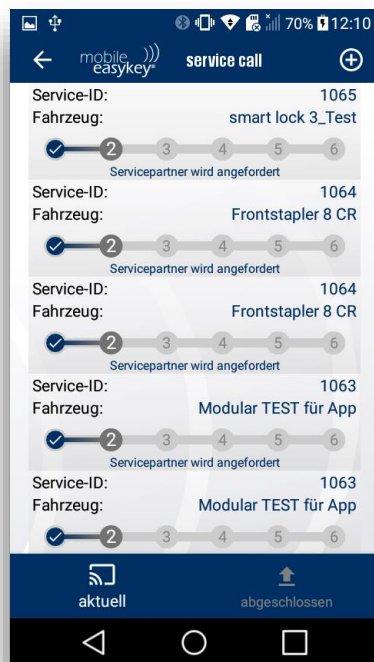 70% 12:10
mobile easykey® service call
Service-ID: 1065
Fahrzeug: smart lock 3_Test
2 3 4 5 6
Servicepartner wird angefordert
Service-ID: 1064
Fahrzeug: Frontstapler 8 CR
2 3 4 5 6
Servicepartner wird angefordert
Service-ID: 1064
Fahrzeug: Frontstapler 8 CR
2 3 4 5 6
Servicepartner wird angefordert
Service-ID: 1063
Fahrzeug: Modular TEST für App
2 3 4 5 6
Servicepartner wird angefordert
Service-ID: 1063
Fahrzeug: Modular TEST für App
2 3 4 5 6
aktuell abgeschlossen